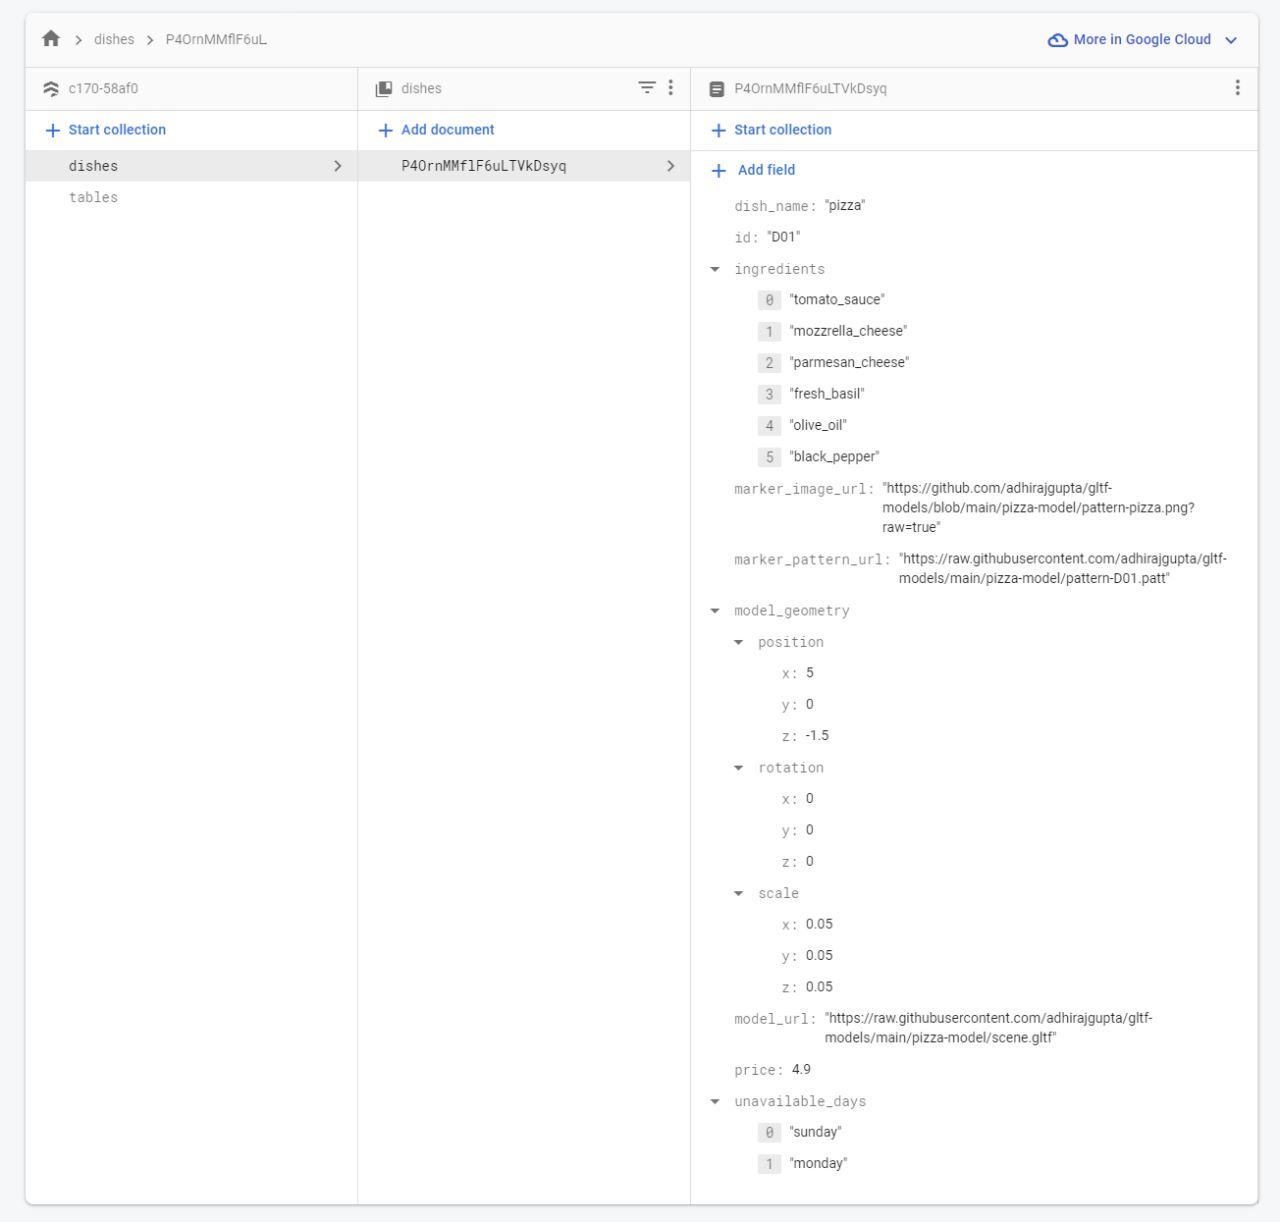 dishes P4OrnMMflF6uL
More in Google Cloud
c170-58af0
dishes
P4OrnMMflF6uLTVkDsyq
Start collection
Add document
Start collection
dishes
P4OrnMMflF6uLTVkDsyq
tables
Add field
dish_name: "pizza"
id: "D01"
ingredients
0 "tomato_sauce"
1 "mozzrella_cheese"
2 "parmesan_cheese"
3 "fresh_basil"
4 "olive_oil"
5 "black_pepper"
marker_image_url: "https://github.com/adhirajgupta/gltf-
models/blob/main/pizza-model/pattern-pizza.png?
raw=true"
marker_pattern_url: "https://raw.githubusercontent.com/adhirajgupta/gltf-
models/main/pizza-model/pattern-D01.patt"
model_geometry
position
x: 5
y: 0
z: -1.5
rotation
x: 0
y: 0
z: 0
scale
x: 0.05
y: 0.05
z: 0.05
model_url: "https://raw.githubusercontent.com/adhirajgupta/gltf-
models/main/pizza-model/scene.gltf"
price: 4.9
unavailable_days
0 "sunday"
1 "monday"